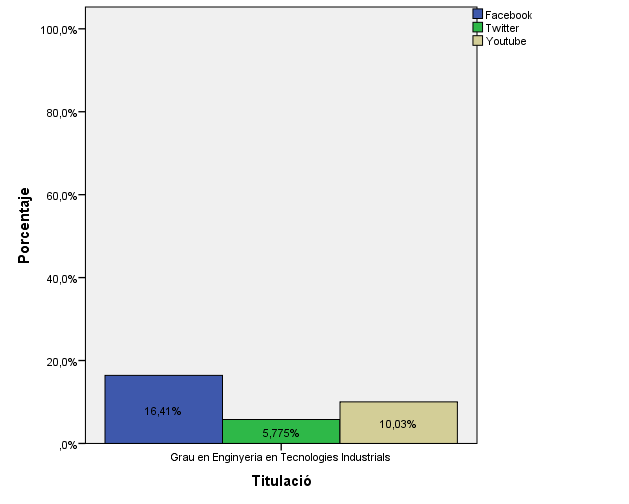 Facebook
Twitter
Youtube
100,0%
80,0%
60,0%
40,0%
20,0%
,0%
Porcentaje
16,41%
5,775%
10,03%
Grau en Enginyeria en Tecnologies Industrials
Titulació